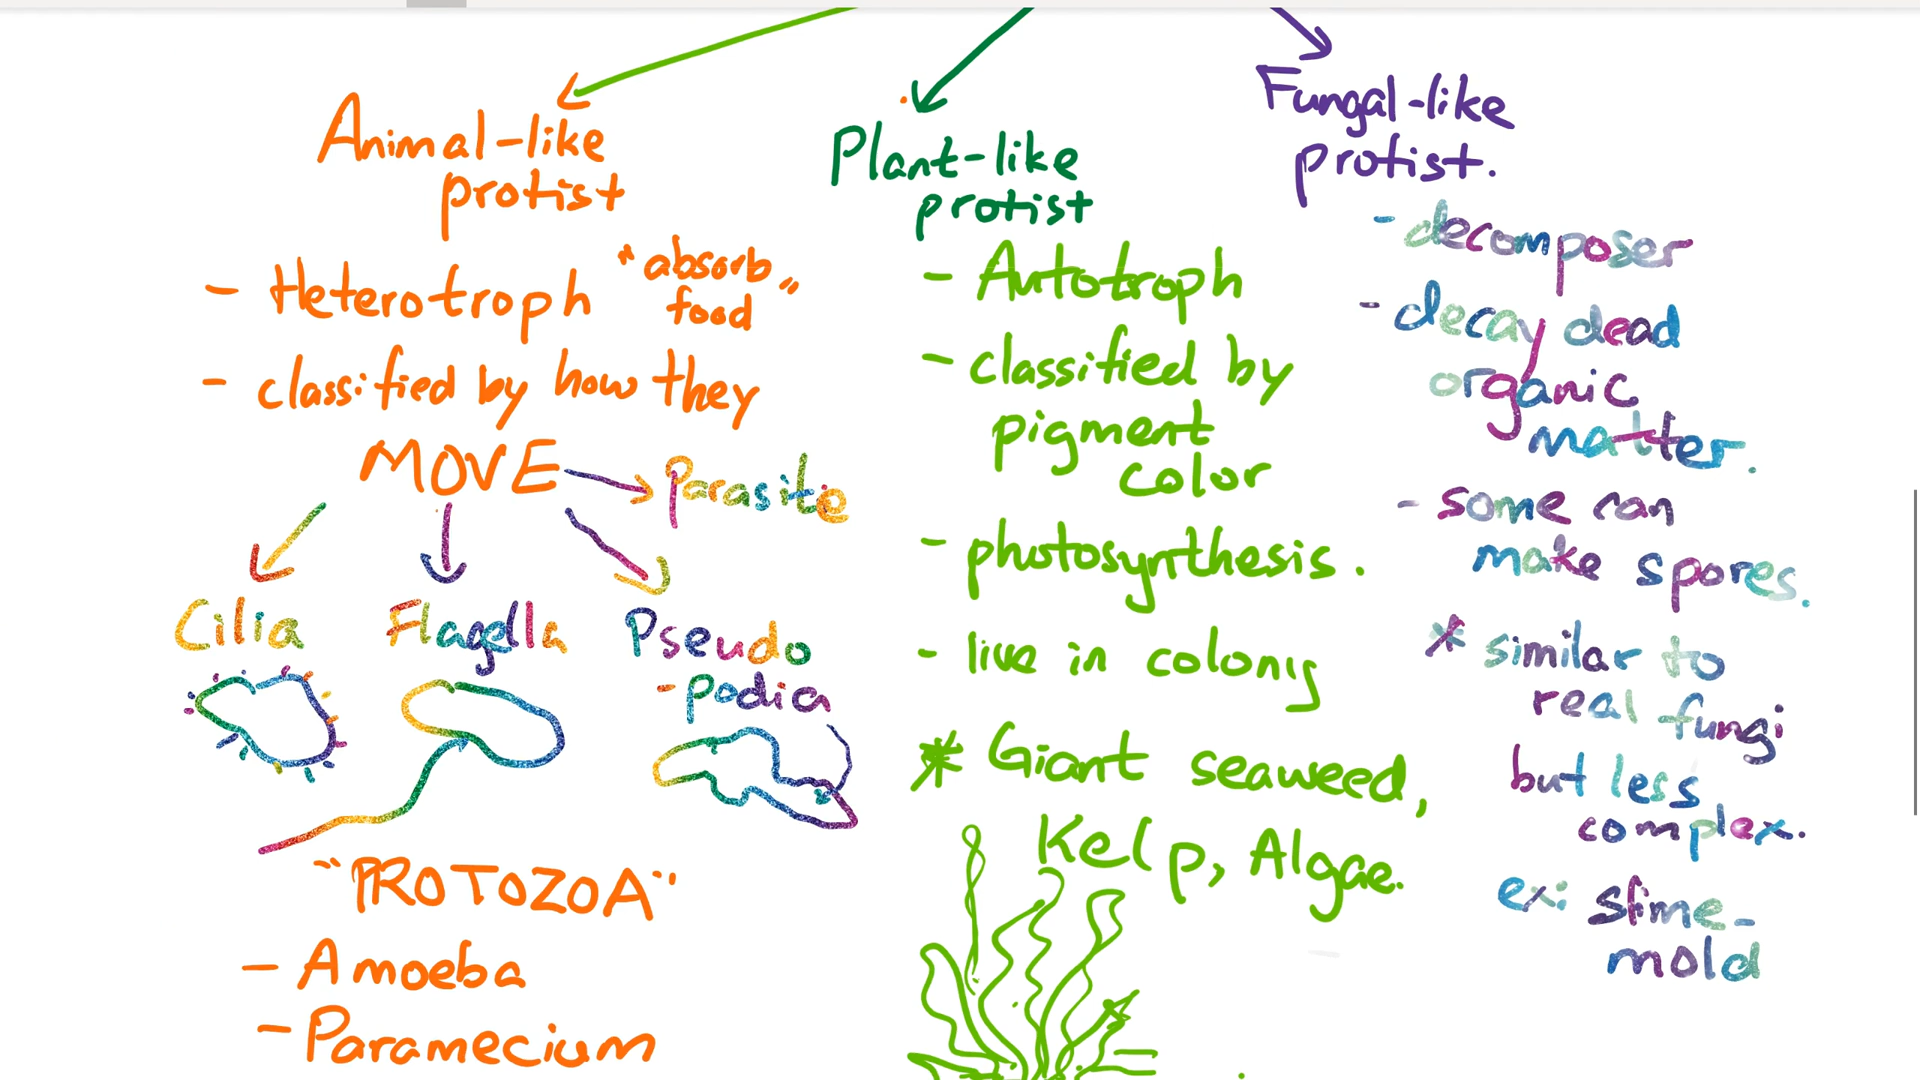 Animal-like
protist
- Heterotroph "absorb
food"
- classified by how they
MOVE
Parasite
Cilia
Flagella
Pseudo
-podia
"PROTOZOA"
- Amoeba
- Paramecium
Plant-like
protist
- Autotroph
- classified by
pigment
color
- photosynthesis.
- live in colony
* Giant seaweed,
Kelp, Algae.
Fungal-like
protist.
- decomposer
- decay dead
organic
matter.
- some can
make spores.
* similar to
real fungi
but less
complex.
ex: slime-
mold